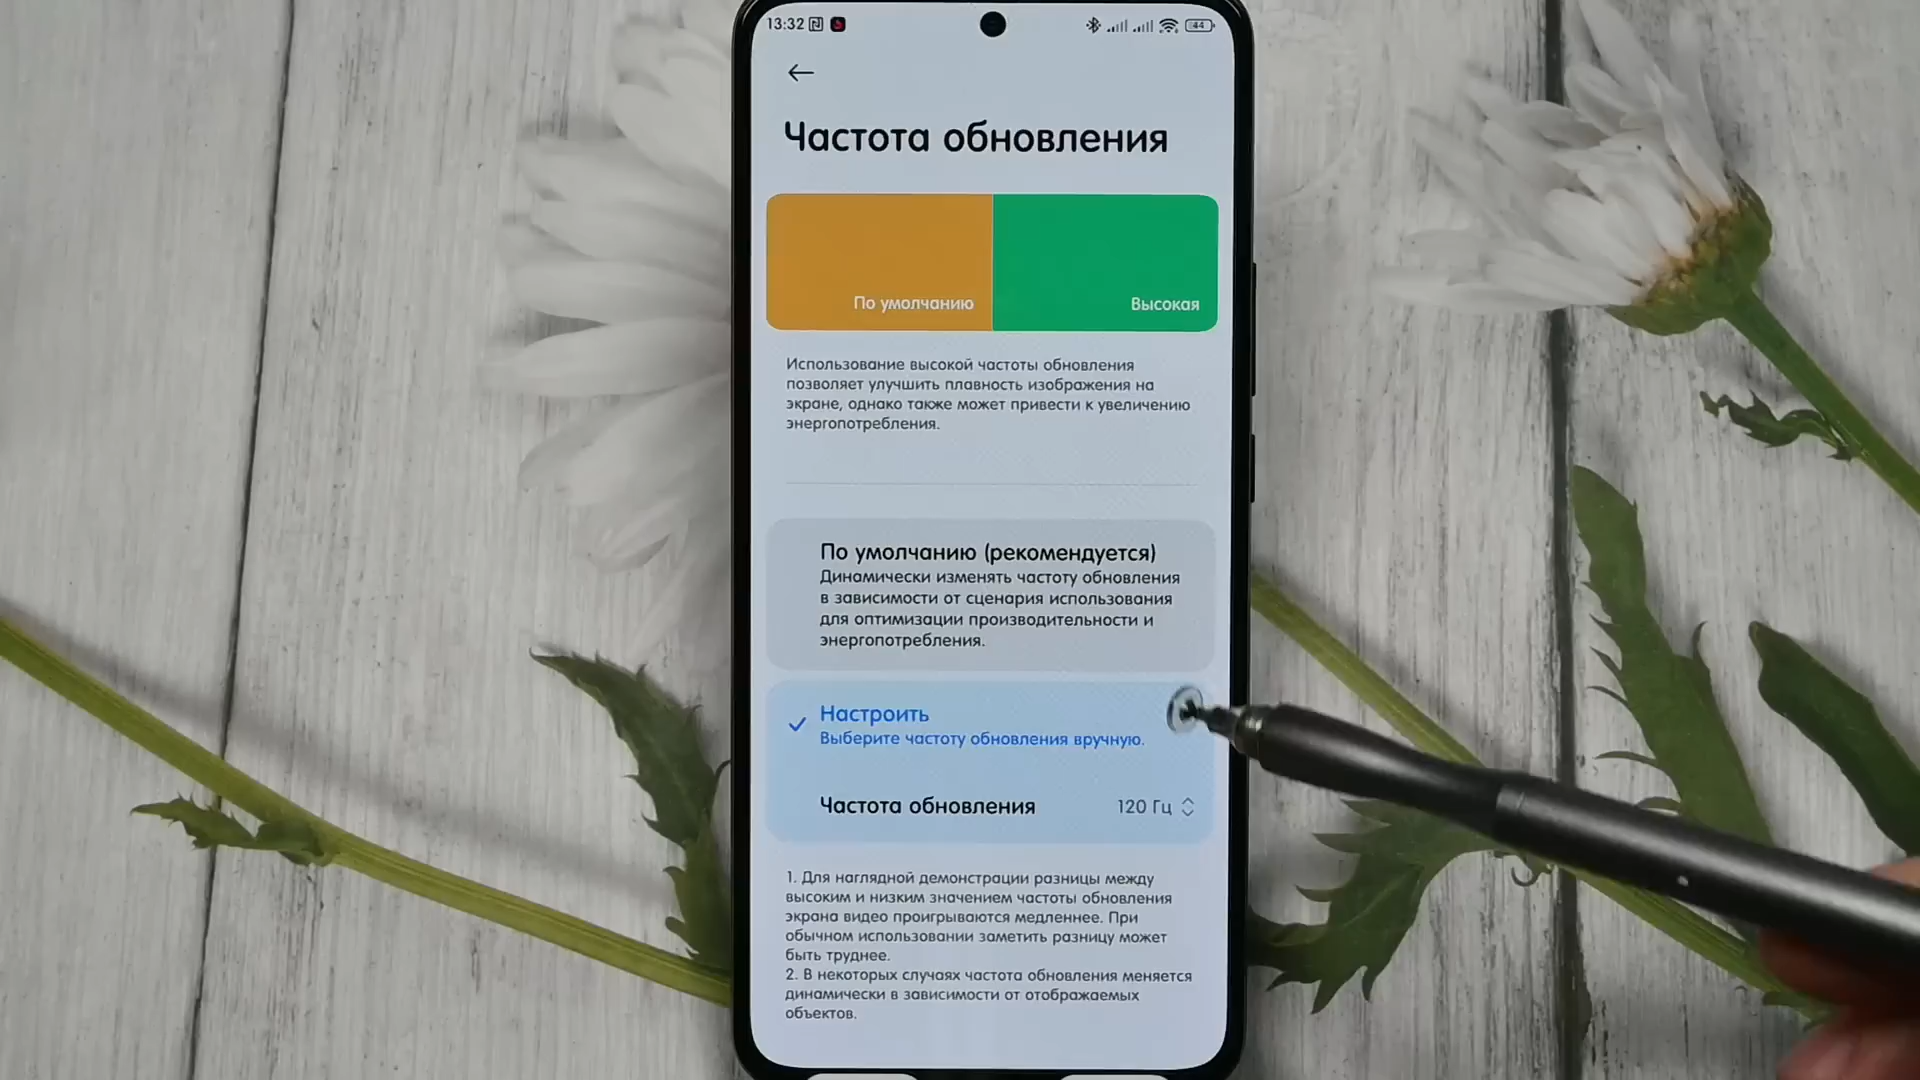 13:32
44
Частота обновления
По умолчанию
Высокая
Использование высокой частоты обновления
позволяет улучшить плавность изображения на
экране, однако также может привести к увеличению
энергопотребления.
По умолчанию (рекомендуется)
Динамически изменять частоту обновления
в зависимости от сценария использования
для оптимизации производительности и
энергопотребления.
Настроить
Выберите частоту обновления вручную.
Частота обновления 120 Гц
1. Для наглядной демонстрации разницы между
высоким и низким значением частоты обновления
экрана видео проигрываются медленнее. При
обычном использовании заметить разницу может
быть труднее.
2. В некоторых случаях частота обновления меняется
динамически в зависимости от отображаемых
объектов.